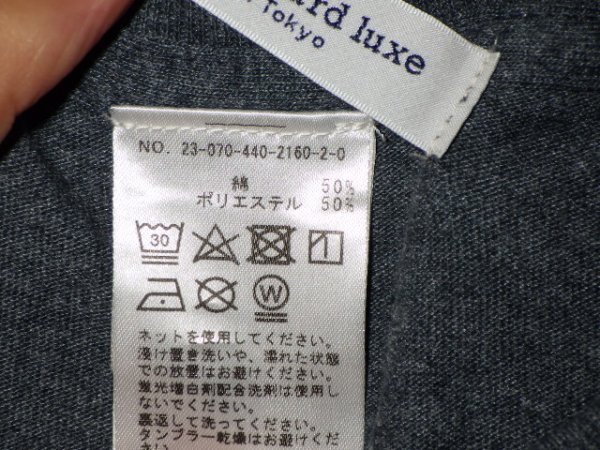 ard luxe
Tokyo
NO. 23-070-440-2160-2-0
綿 50%
ポリエステル 50%
30
W
ネットを使用してください。
浸け置き洗いや、濡れた状態
での放置はお避けください。
蛍光増白剤配合洗剤は使用し
ないでください。
裏返して洗ってください。
タンブラー乾燥はお避けくだ